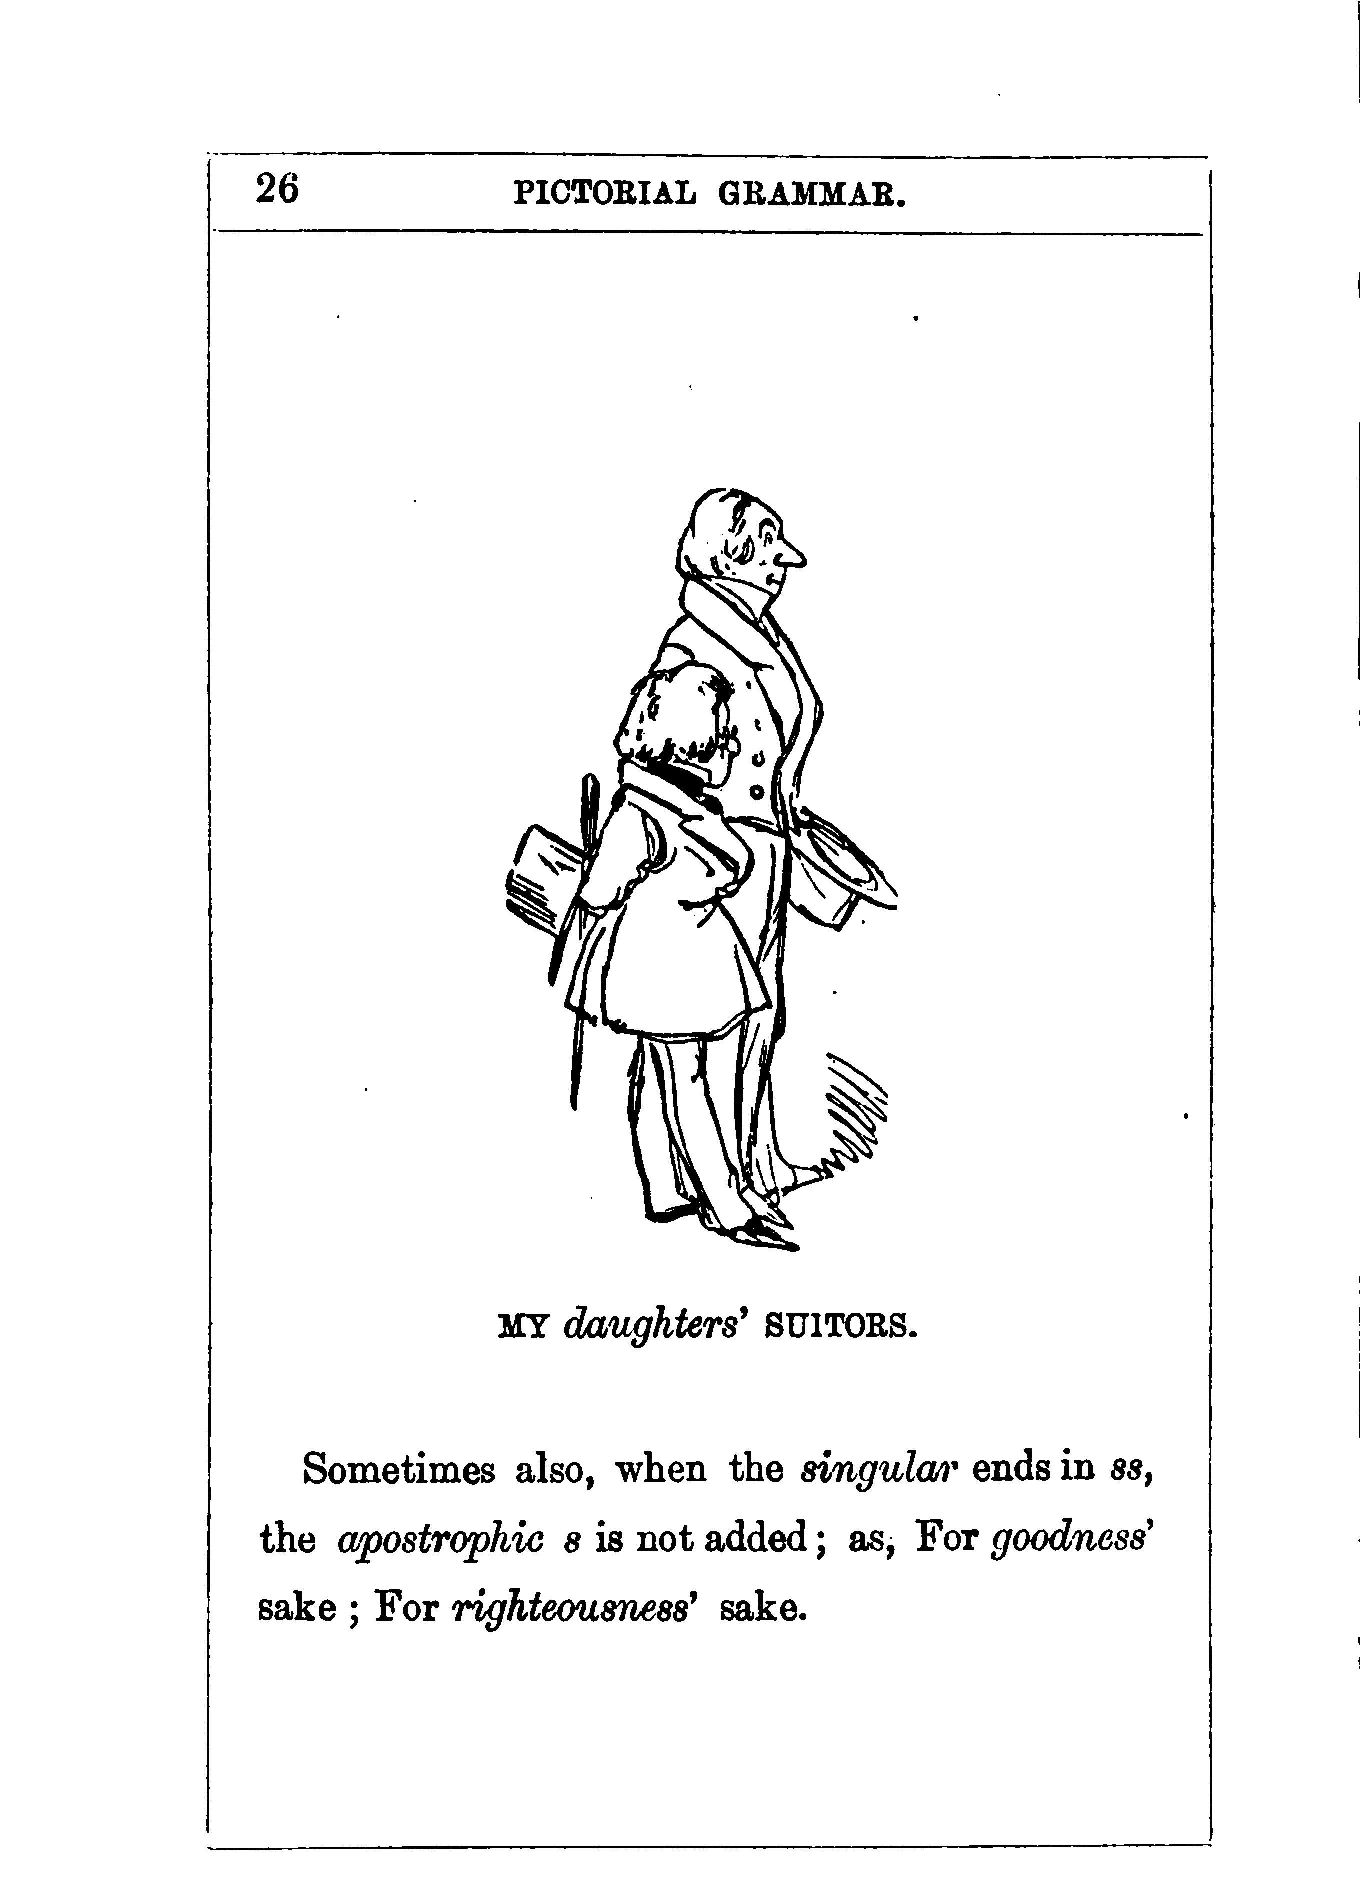 26 PICTORIAL GRAMMAR.
MY daughters' SUITORS.
Sometimes also, when the singular ends in ss,
the apostrophic s is not added; as, For goodness'
sake; For righteousness' sake.